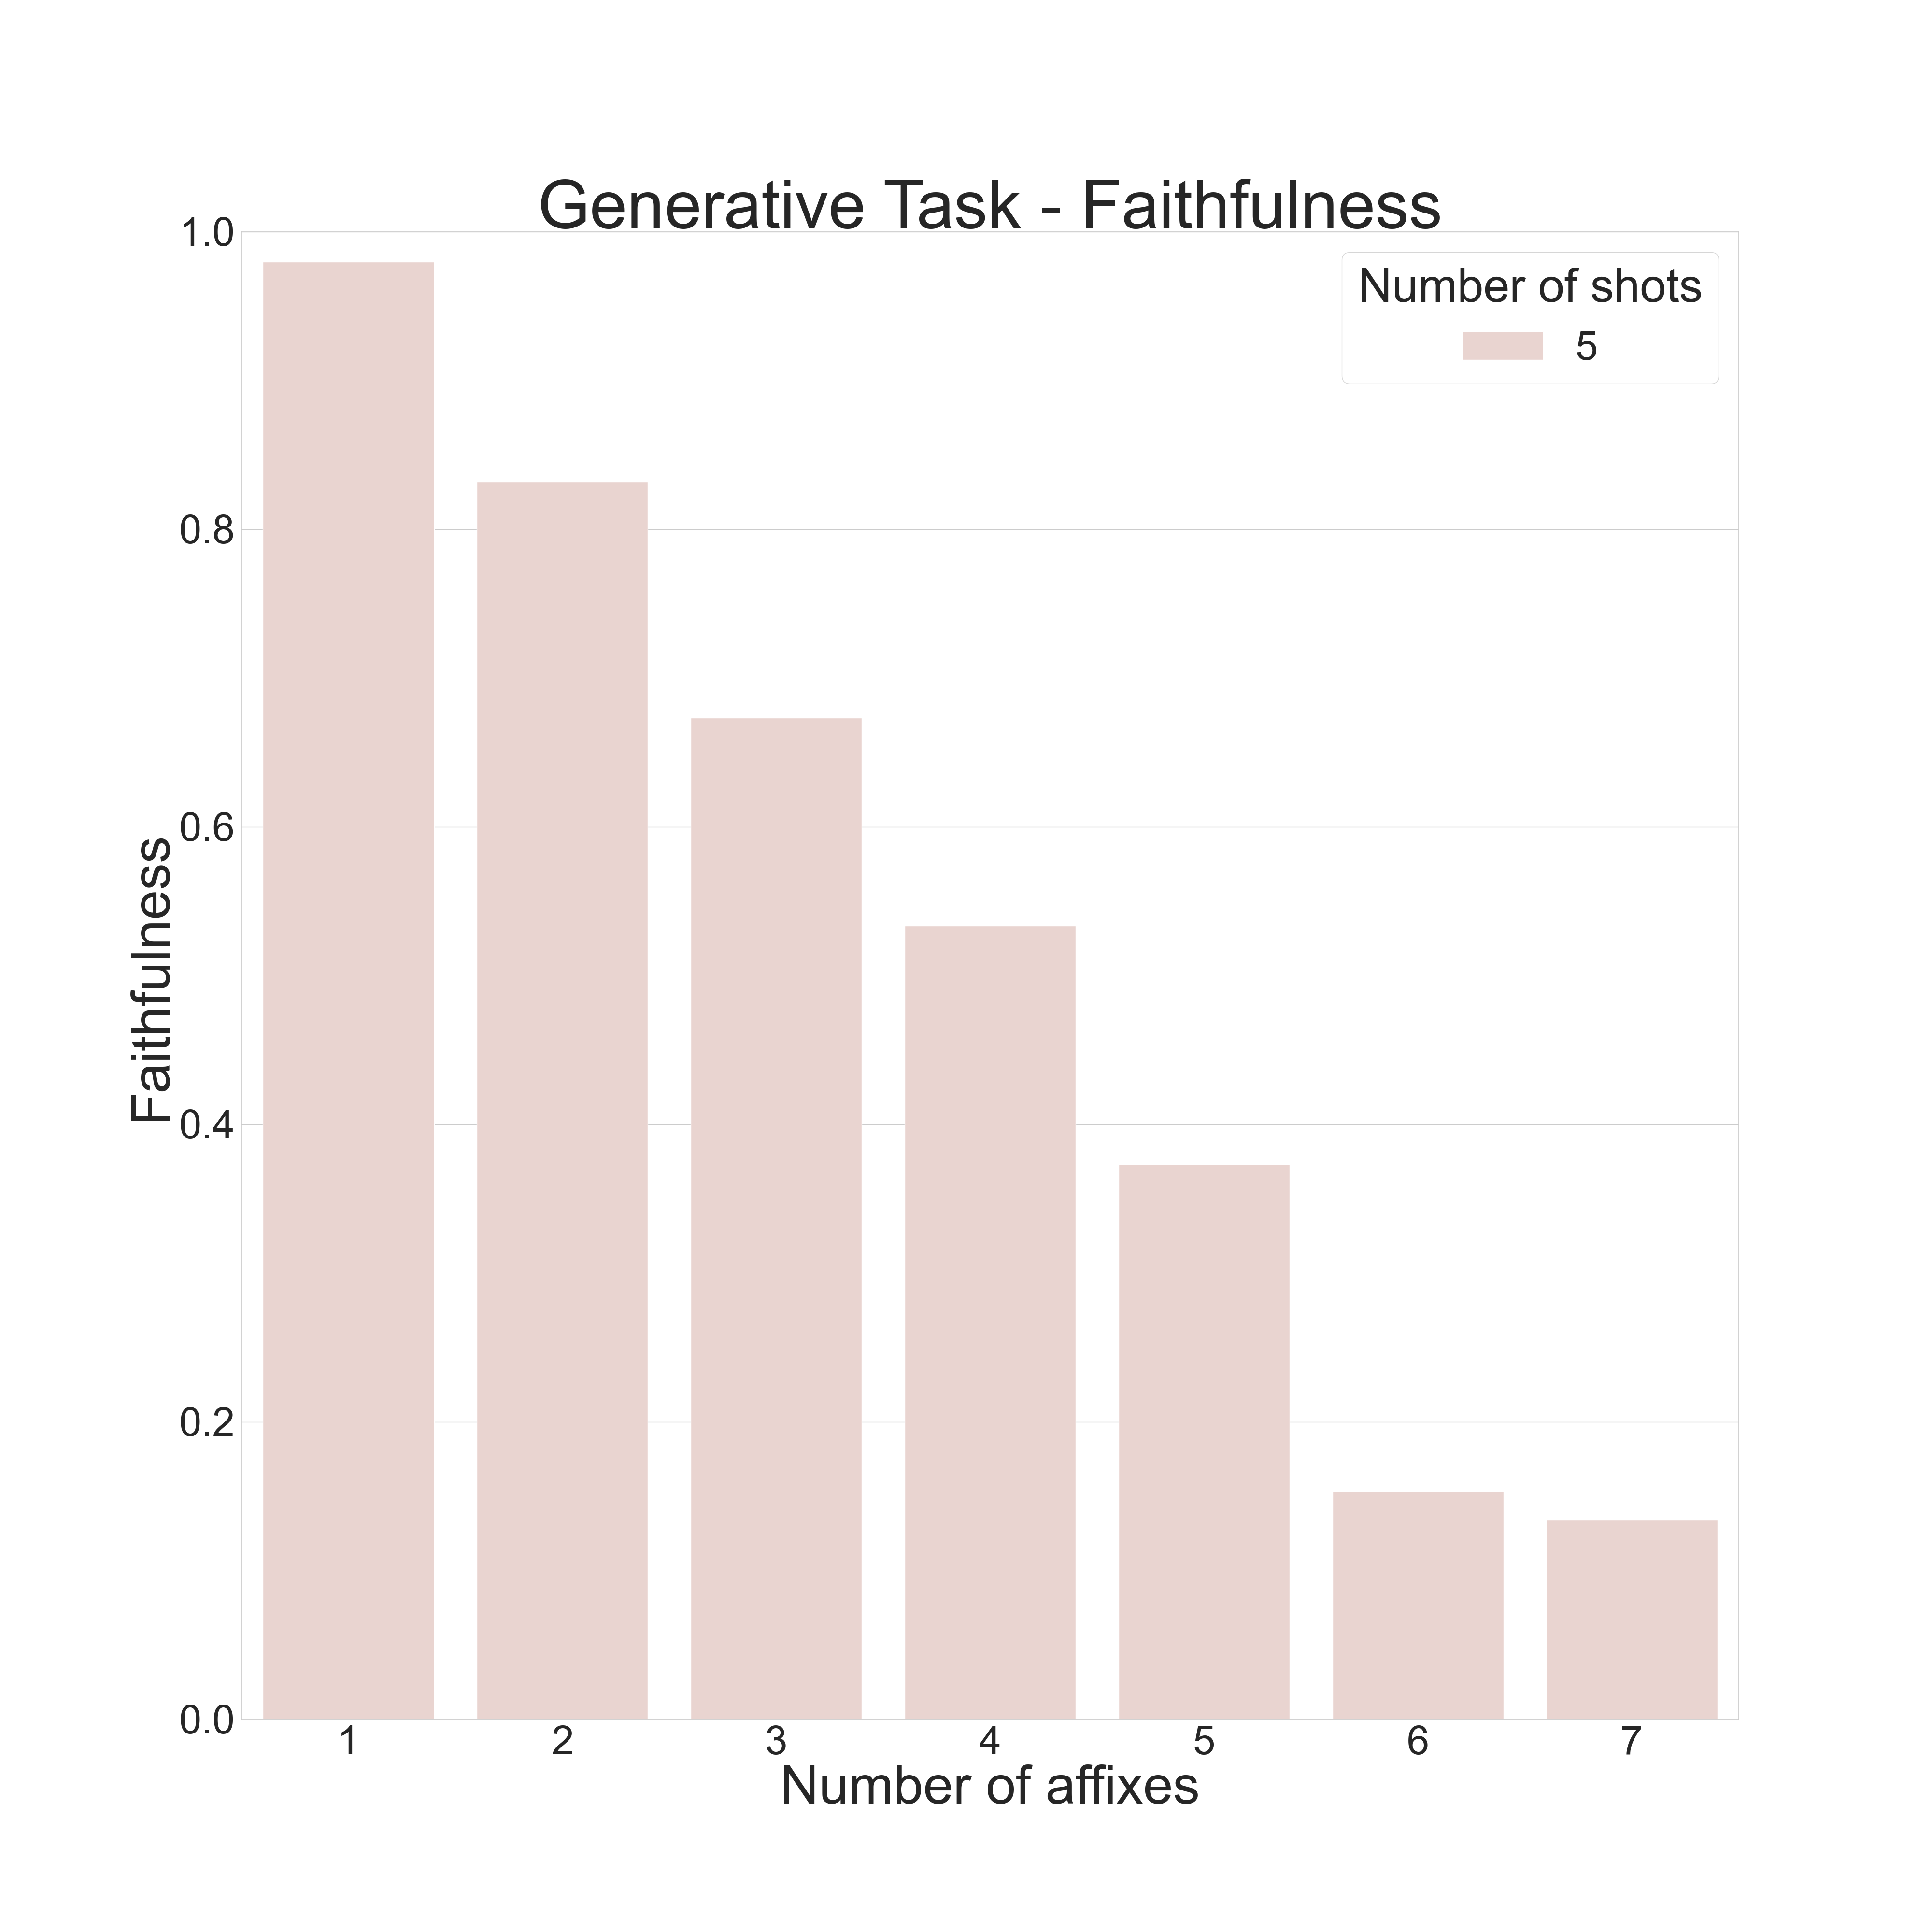 Generative Task - Faithfulness
Number of shots
5
Faithfulness
1.0
0.8
0.6
0.4
0.2
0.0
1 2 3 4 5 6 7
Number of affixes